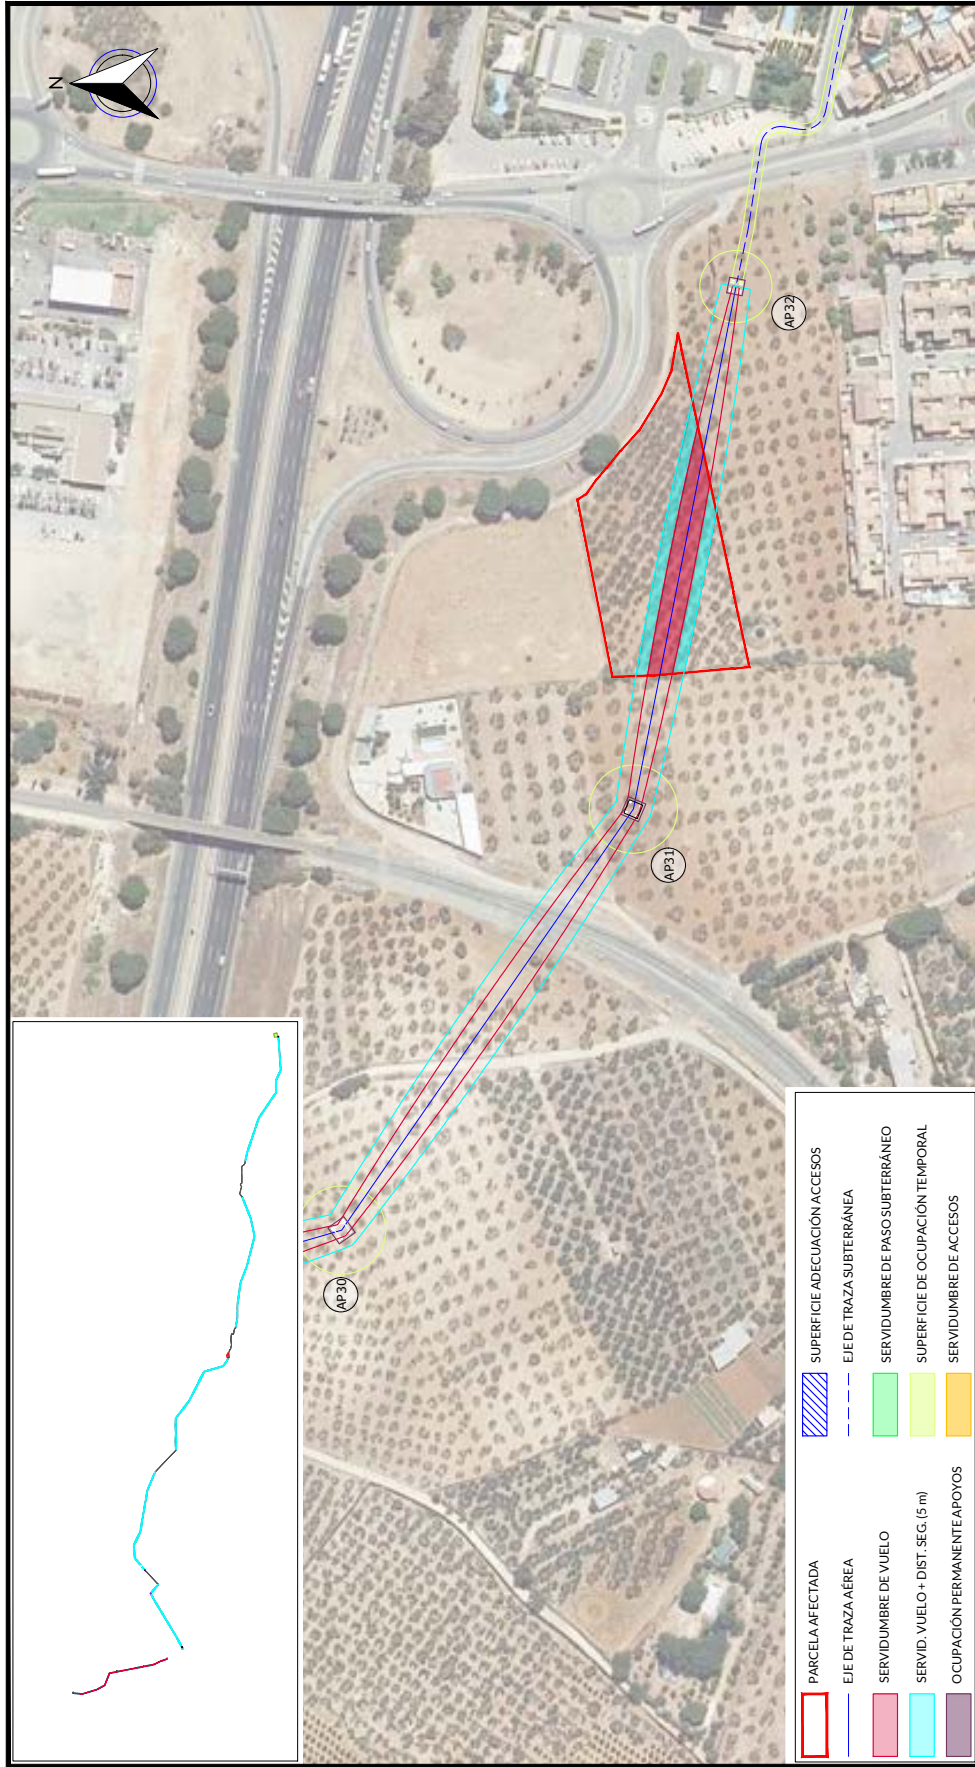 N
AP32
AP31
AP30
PARCELA AFECTADA
EJE DE TRAZA AÉREA
SERVIDUMBRE DE VUELO
SERVID. VUELO + DIST. SEG. (5 m)
OCUPACIÓN PERMANENTE APOYOS
SUPERFICIE ADECUACIÓN ACCESOS
EJE DE TRAZA SUBTERRÁNEA
SERVIDUMBRE DE PASO SUBTERRÁNEO
SUPERFICIE DE OCUPACIÓN TEMPORAL
SERVIDUMBRE DE ACCESOS